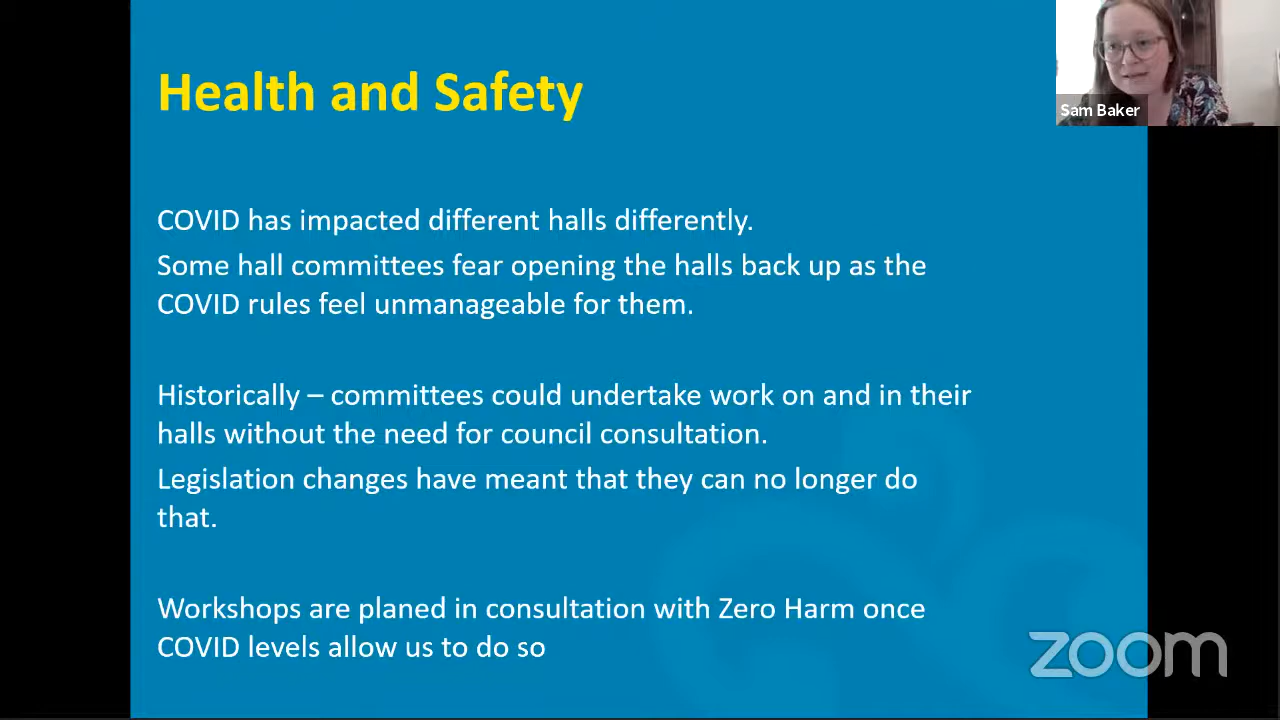 Health and Safety
Sam Baker
COVID has impacted different halls differently.
Some hall committees fear opening the halls back up as the
COVID rules feel unmanageable for them.
Historically – committees could undertake work on and in their
halls without the need for council consultation.
Legislation changes have meant that they can no longer do
that.
Workshops are planed in consultation with Zero Harm once
COVID levels allow us to do so
zoom